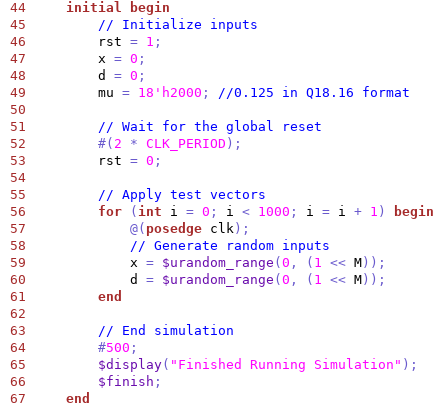 44     initial begin
45         // Initialize inputs
46         rst = 1;
47         x = 0;
48         d = 0;
49         mu = 18'h2000; //0.125 in Q18.16 format
50
51         // Wait for the global reset
52         #(2 * CLK_PERIOD);
53         rst = 0;
54
55         // Apply test vectors
56         for (int i = 0; i < 1000; i = i + 1) begin
57             @(posedge clk);
58             // Generate random inputs
59             x = $urandom_range(0, (1 << M));
60             d = $urandom_range(0, (1 << M));
61         end
62
63         // End simulation
64         #500;
65         $display("Finished Running Simulation");
66         $finish;
67     end